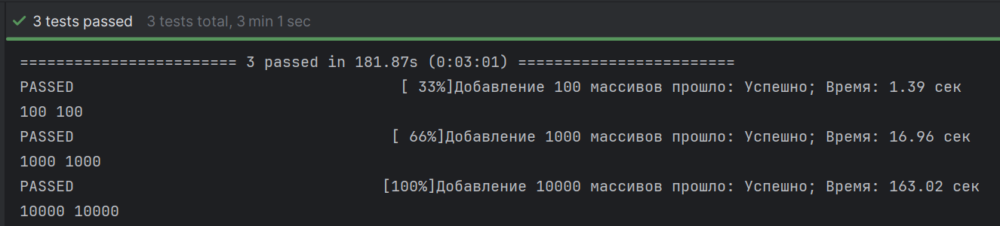 3 tests passed 3 tests total, 3 min 1 sec
======================== 3 passed in 181.87s (0:03:01) ========================
PASSED [ 33%]Добавление 100 массивов прошло: Успешно; Время: 1.39 сек
100 100
PASSED [ 66%]Добавление 1000 массивов прошло: Успешно; Время: 16.96 сек
1000 1000
PASSED [100%]Добавление 10000 массивов прошло: Успешно; Время: 163.02 сек
10000 10000